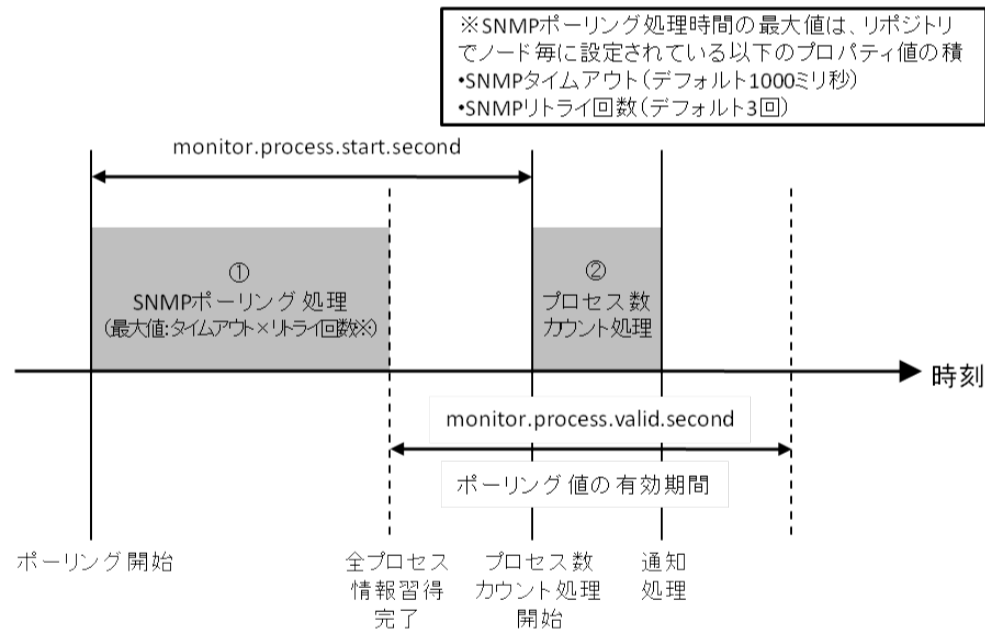 ※SNMPポーリング処理時間の最大値は、リポジトリ
でノード毎に設定されている以下のプロパティ値の積
•SNMPタイムアウト(デフォルト1000ミリ秒)
•SNMPリトライ回数(デフォルト3回)
monitor.process.start.second
①
SNMPポーリング処理
(最大値:タイムアウト×リトライ回数※)
②
プロセス数
カウント処理
時刻
monitor.process.valid.second
ポーリング値の有効期間
ポーリング開始
全プロセス
情報習得
完了
プロセス数
カウント処理
開始
通知
処理